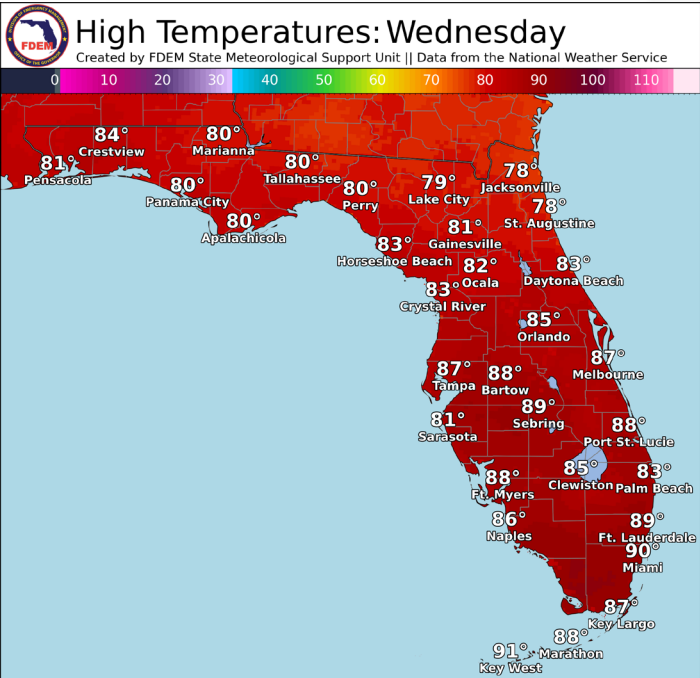 High Temperatures: Wednesday
Created by FDEM State Meteorological Support Unit || Data from the National Weather Service
FDEM
0 10 20 30 40 50 60 70 80 90 100 110
84°
Crestview
80°
Marianna
81°
Pensacola
80°
Tallahassee
80°
Panama City
80°
Perry
79°
Lake City
78°
Jacksonville
78°
St. Augustine
80°
Apalachicola
81°
Gainesville
83°
Horseshoe Beach
82°
Ocala
83°
Daytona Beach
83°
Crystal River
85°
Orlando
87°
Melbourne
87°
Tampa
88°
Bartow
89°
Sebring
81°
Sarasota
88°
Port St. Lucie
85°
Clewiston
83°
Palm Beach
88°
Ft. Myers
86°
Naples
89°
Ft. Lauderdale
90°
Miami
87°
Key Largo
88°
Marathon
91°
Key West